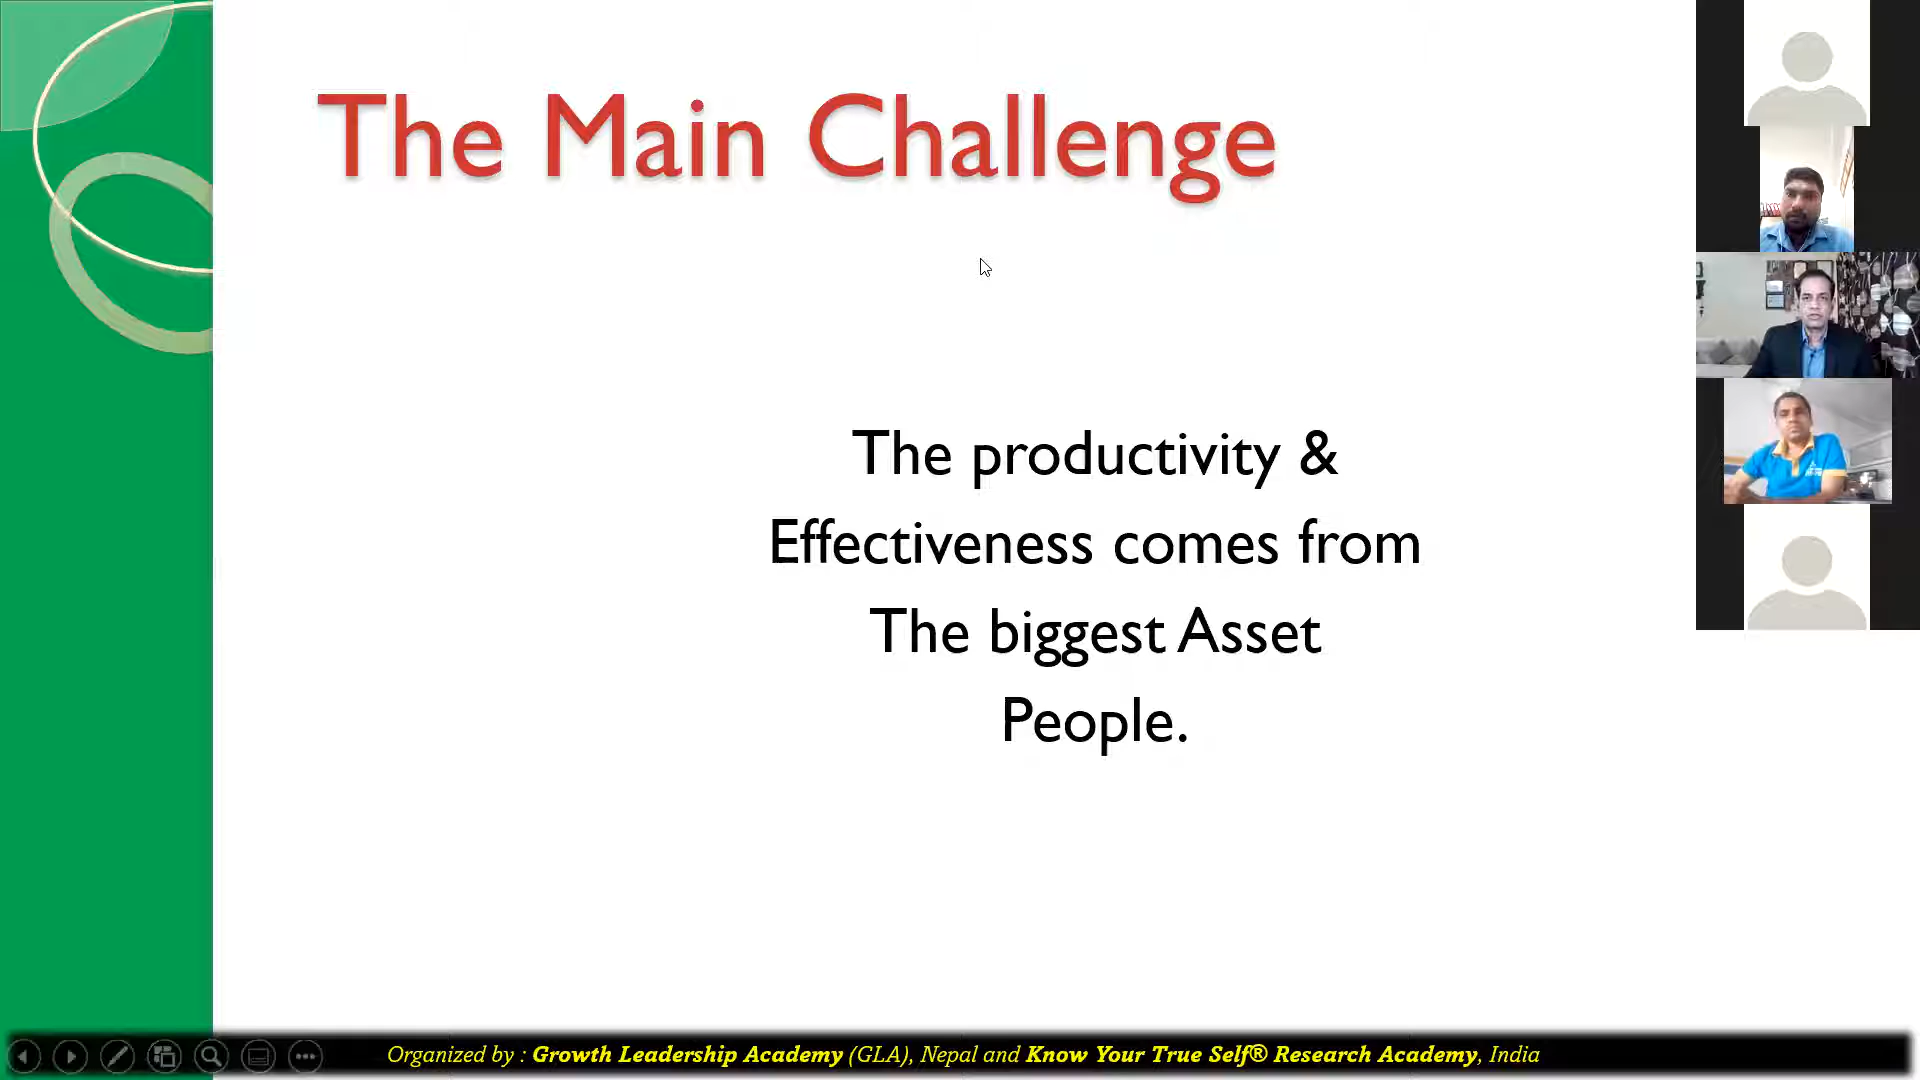 The Main Challenge
The productivity &
Effectiveness comes from
The biggest Asset
People.
Organized by : Growth Leadership Academy (GLA), Nepal and Know Your True Self® Research Academy, India